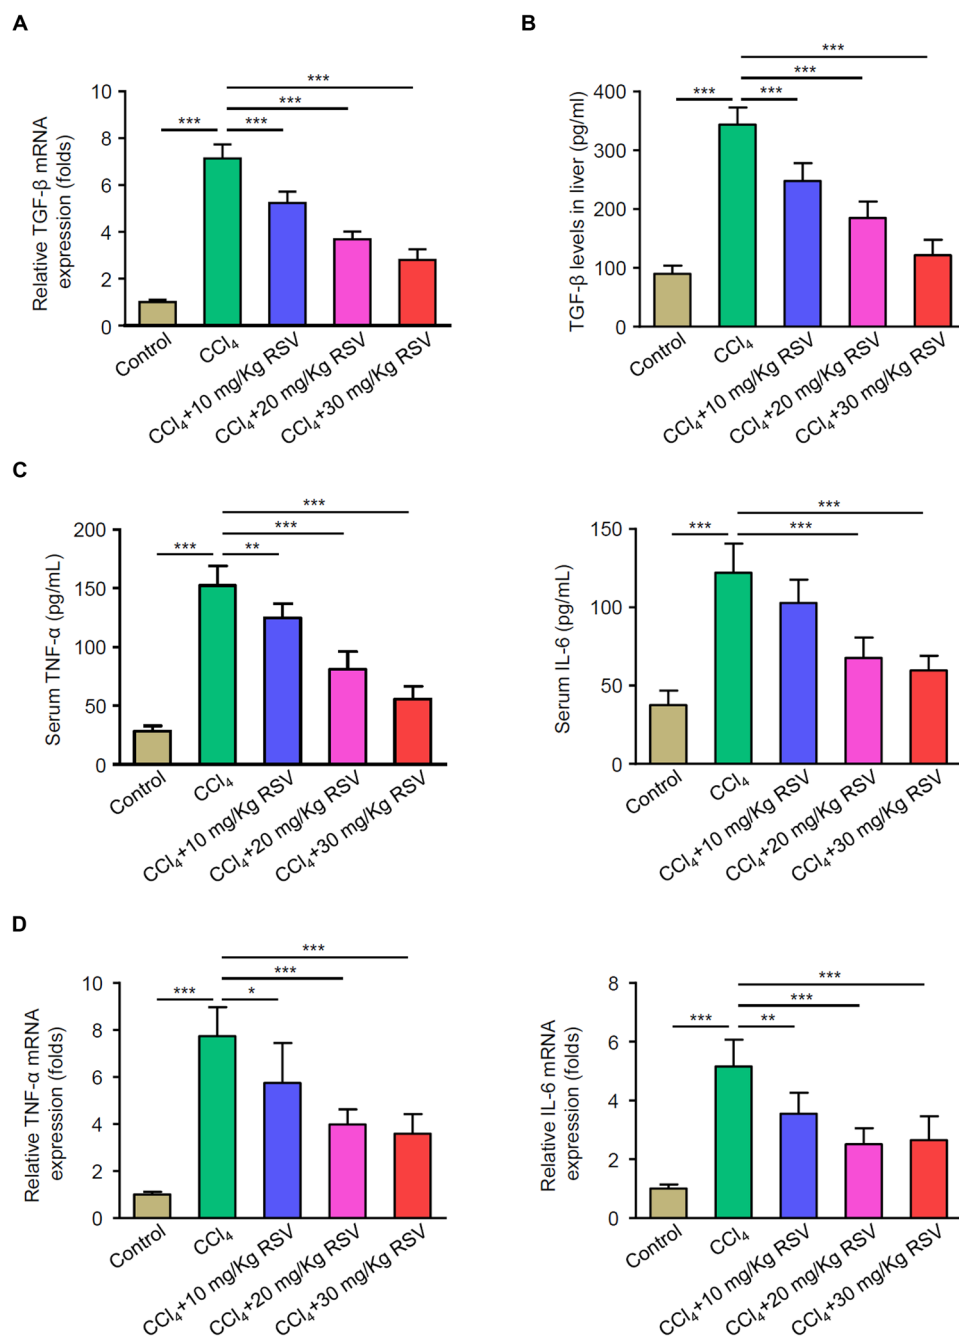 A
Relative TGF-β mRNA
expression (folds)
10
8
6
4
2
0
***
***
***
***
Control
CCl₄
CCl₄+10 mg/Kg RSV
CCl₄+20 mg/Kg RSV
CCl₄+30 mg/Kg RSV
B
TGF-β levels in liver (pg/ml)
400
300
200
100
0
***
***
***
***
Control
CCl₄
CCl₄+10 mg/Kg RSV
CCl₄+20 mg/Kg RSV
CCl₄+30 mg/Kg RSV
C
Serum TNF-α (pg/mL)
200
150
100
50
0
***
***
***
**
Control
CCl₄
CCl₄+10 mg/Kg RSV
CCl₄+20 mg/Kg RSV
CCl₄+30 mg/Kg RSV
Serum IL-6 (pg/mL)
150
100
50
0
***
***
***
Control
CCl₄
CCl₄+10 mg/Kg RSV
CCl₄+20 mg/Kg RSV
CCl₄+30 mg/Kg RSV
D
Relative TNF-α mRNA
expression (folds)
10
8
6
4
2
0
***
***
***
*
Control
CCl₄
CCl₄+10 mg/Kg RSV
CCl₄+20 mg/Kg RSV
CCl₄+30 mg/Kg RSV
Relative IL-6 mRNA
expression (folds)
8
6
4
2
0
***
***
***
**
Control
CCl₄
CCl₄+10 mg/Kg RSV
CCl₄+20 mg/Kg RSV
CCl₄+30 mg/Kg RSV